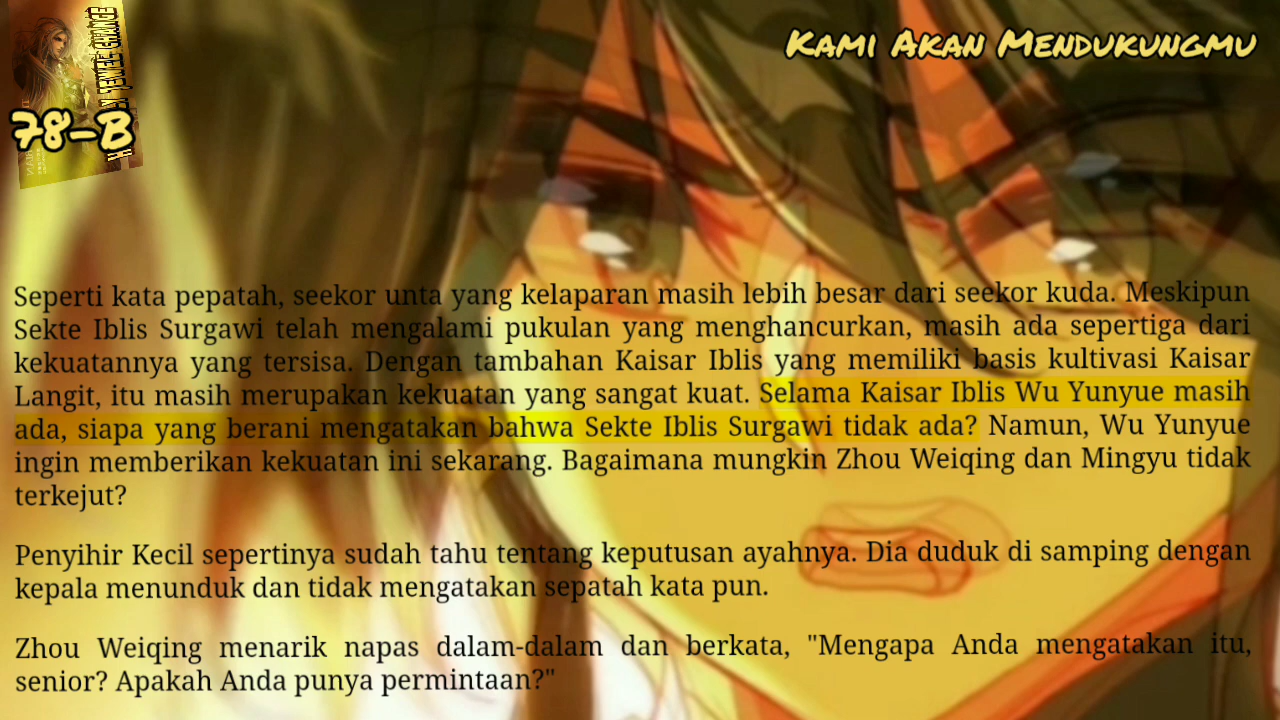 Kami Akan Mendukungmu
78-B
Seperti kata pepatah, seekor unta yang kelaparan masih lebih besar dari seekor kuda. Meskipun
Sekte Iblis Surgawi telah mengalami pukulan yang menghancurkan, masih ada sepertiga dari
kekuatannya yang tersisa. Dengan tambahan Kaisar Iblis yang memiliki basis kultivasi Kaisar
Langit, itu masih merupakan kekuatan yang sangat kuat. Selama Kaisar Iblis Wu Yunyue masih
ada, siapa yang berani mengatakan bahwa Sekte Iblis Surgawi tidak ada? Namun, Wu Yunyue
ingin memberikan kekuatan ini sekarang. Bagaimana mungkin Zhou Weiqing dan Mingyu tidak
terkejut?
Penyihir Kecil sepertinya sudah tahu tentang keputusan ayahnya. Dia duduk di samping dengan
kepala menunduk dan tidak mengatakan sepatah kata pun.
Zhou Weiqing menarik napas dalam-dalam dan berkata, "Mengapa Anda mengatakan itu,
senior? Apakah Anda punya permintaan?"